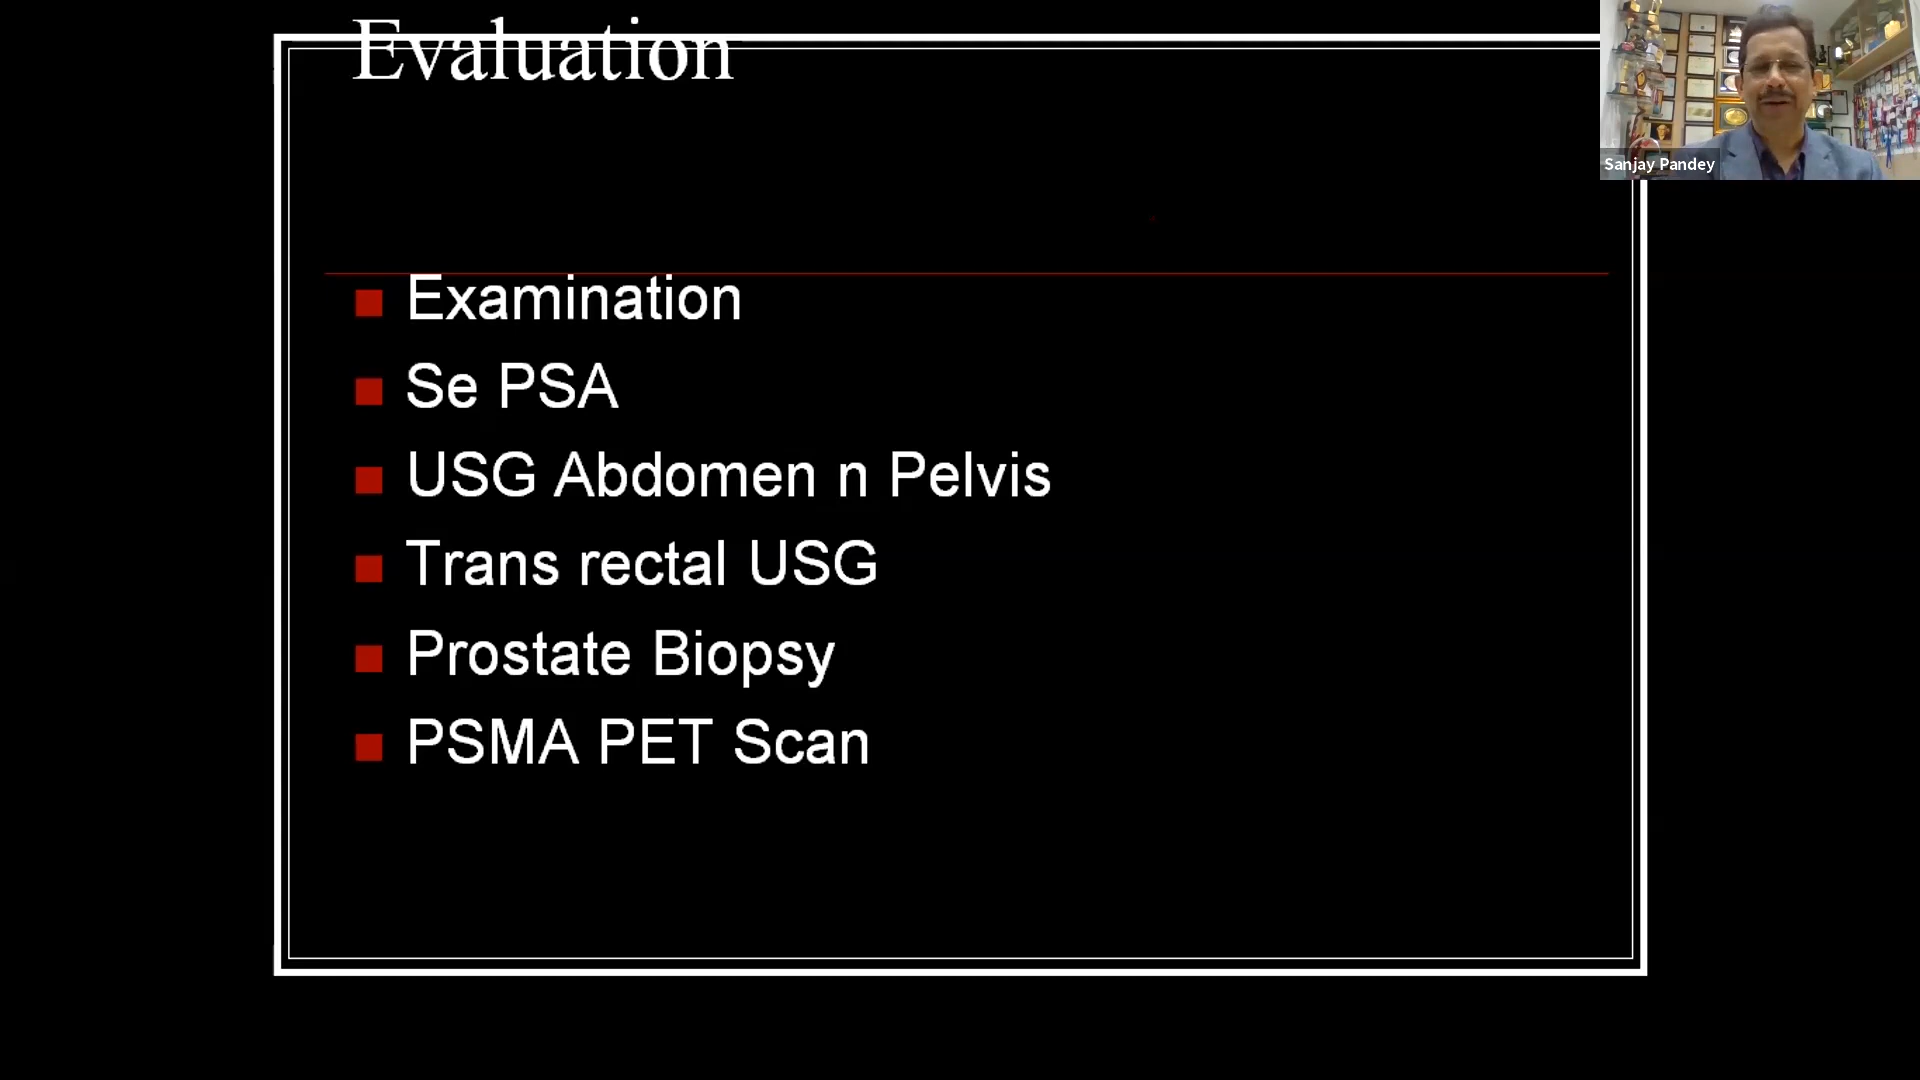 Evaluation
Sanjay Pandey
Examination
Se PSA
USG Abdomen n Pelvis
Trans rectal USG
Prostate Biopsy
PSMA PET Scan